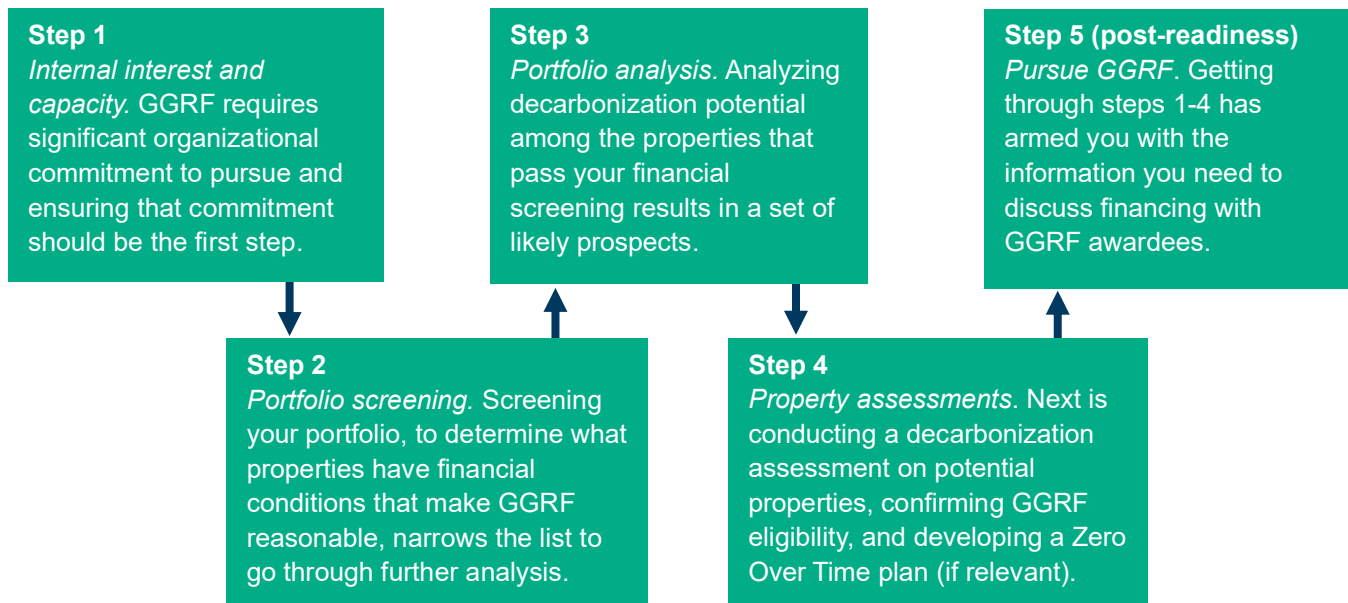 Step 1
Internal interest and
capacity. GGRF requires
significant organizational
commitment to pursue and
ensuring that commitment
should be the first step.
Step 2
Portfolio screening. Screening
your portfolio, to determine what
properties have financial
conditions that make GGRF
reasonable, narrows the list to
go through further analysis.
Step 3
Portfolio analysis. Analyzing
decarbonization potential
among the properties that
pass your financial
screening results in a set of
likely prospects.
Step 4
Property assessments. Next is
conducting a decarbonization
assessment on potential
properties, confirming GGRF
eligibility, and developing a Zero
Over Time plan (if relevant).
Step 5 (post-readiness)
Pursue GGRF. Getting
through steps 1-4 has
armed you with the
information you need to
discuss financing with
GGRF awardees.